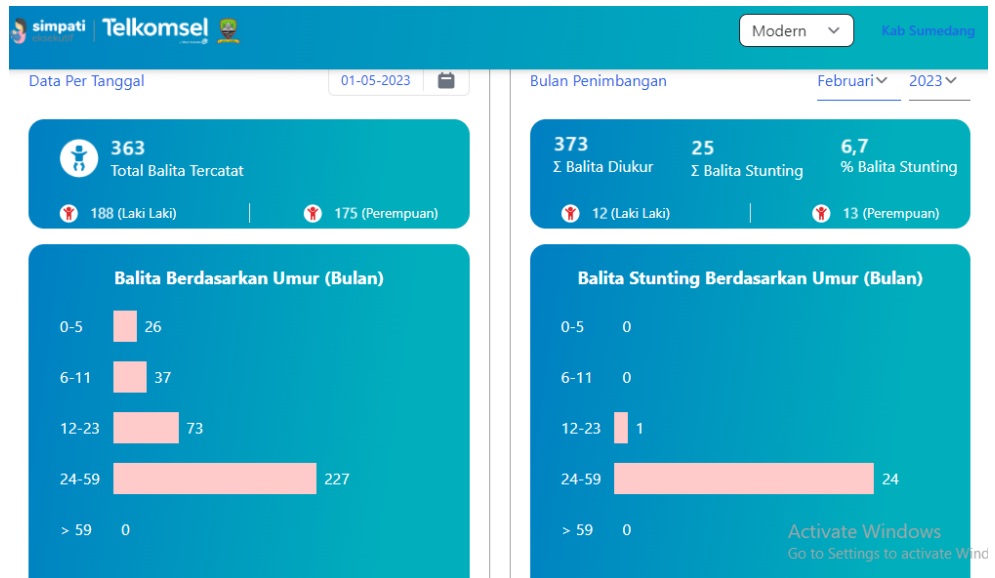 simpati Telkomsel
eksekutif
Modern
Kab Sumedang
Data Per Tanggal
01-05-2023
363
Total Balita Tercatat
188 (Laki Laki)
175 (Perempuan)
Balita Berdasarkan Umur (Bulan)
0-5 26
6-11 37
12-23 73
24-59 227
> 59 0
Bulan Penimbangan
Februari
2023
373
Σ Balita Diukur
25
Σ Balita Stunting
6,7
% Balita Stunting
12 (Laki Laki)
13 (Perempuan)
Balita Stunting Berdasarkan Umur (Bulan)
0-5 0
6-11 0
12-23 1
24-59 24
> 59 0
Activate Windows
Go to Settings to activate Wind